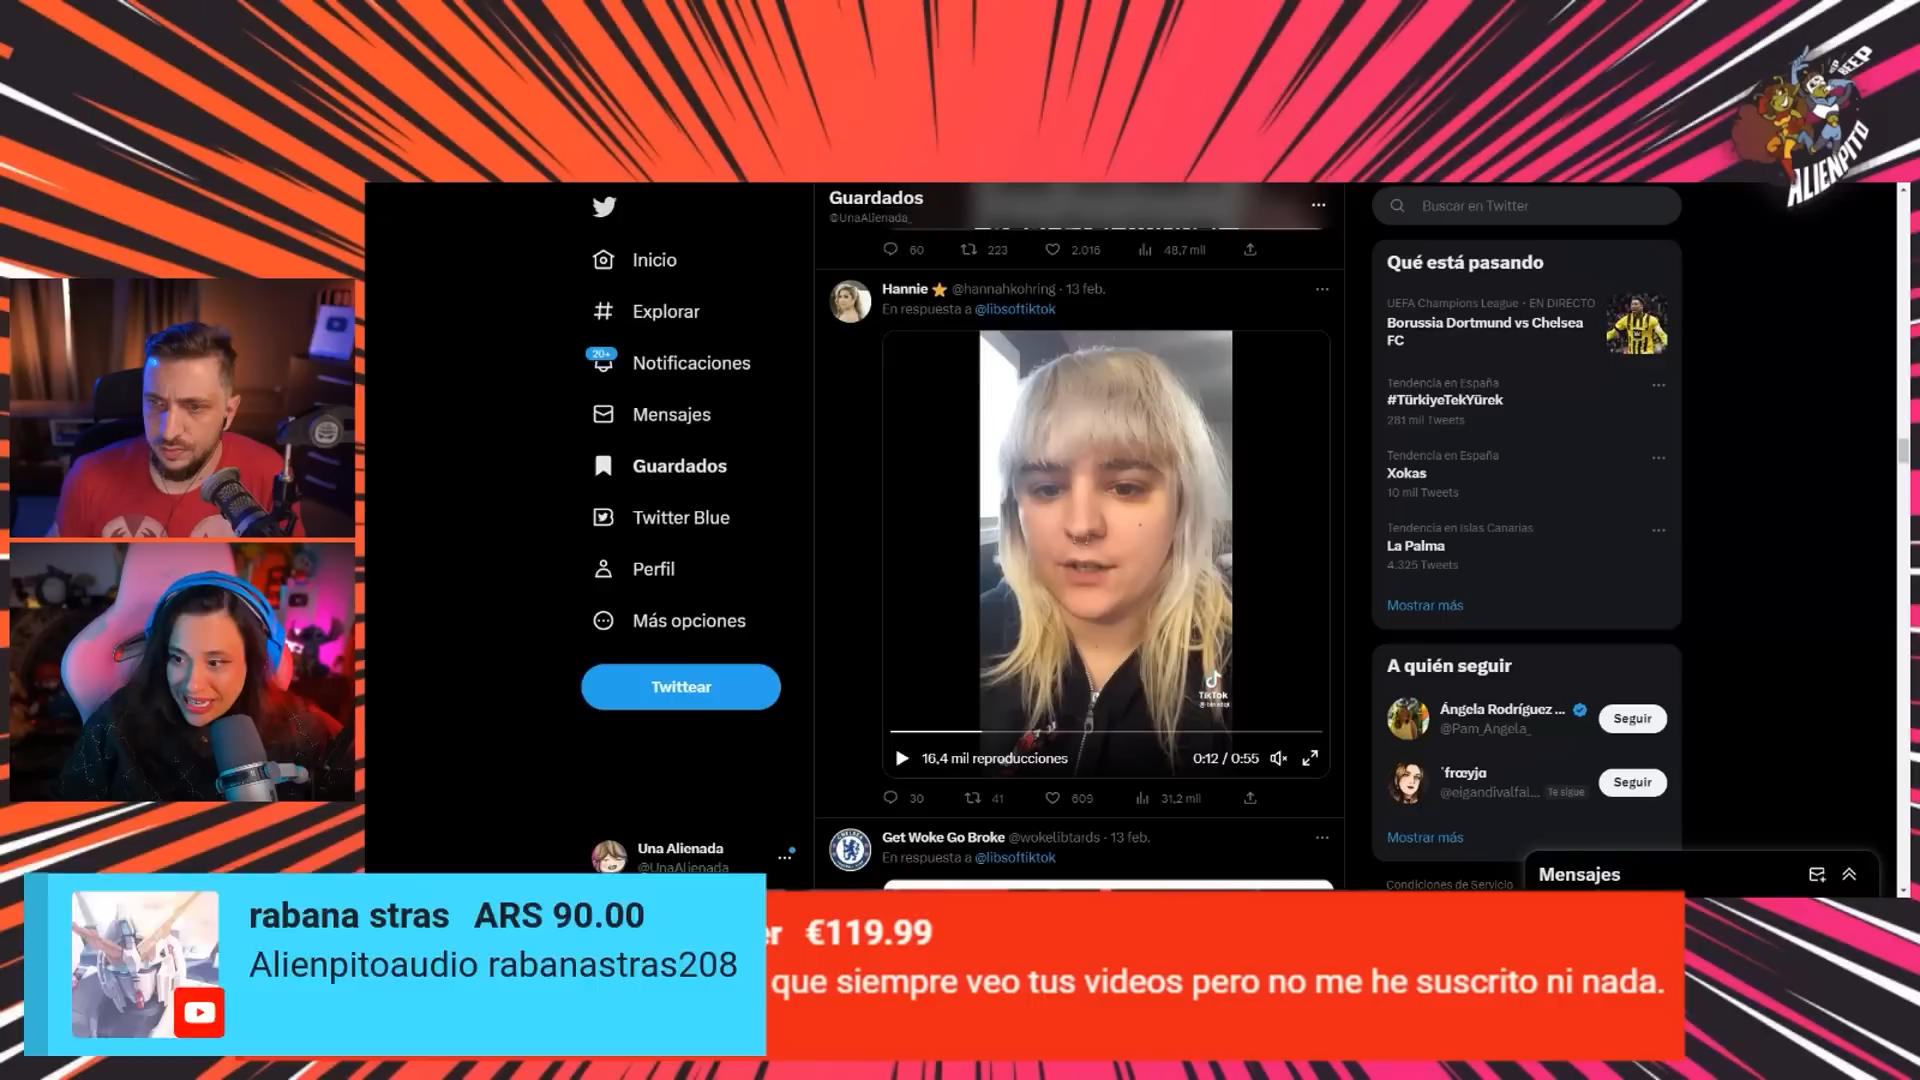 BEEP BEEP
ALIENPITO
Guardados
@UnaAlienada_
60 223 2.016 48,7 mil
Inicio
Explorar
20+
Notificaciones
Mensajes
Guardados
Twitter Blue
Perfil
Más opciones
Twittear
Una Alienada
@UnaAlienada
Hannie ⭐ @hannahkohring · 13 feb.
En respuesta a @libsoftiktok
TikTok
16,4 mil reproducciones 0:12 / 0:55
30 41 609 31,2 mil
Get Woke Go Broke @wokelibtards · 13 feb.
En respuesta a @libsoftiktok
Buscar en Twitter
Qué está pasando
UEFA Champions League · EN DIRECTO
Borussia Dortmund vs Chelsea
FC
Tendencia en España
#TürkiyeTekYürek
281 mil Tweets
Tendencia en España
Xokas
10 mil Tweets
Tendencia en Islas Canarias
La Palma
4.325 Tweets
Mostrar más
A quién seguir
Ángela Rodríguez ...
@Pam_Angela_
Seguir
'frœyja
@eigandivalfal... Te sigue
Seguir
Mostrar más
Condiciones de Servicio
Mensajes
rabana stras ARS 90.00
Alienpitoaudio rabanastras208
er €119.99
que siempre veo tus videos pero no me he suscrito ni nada.